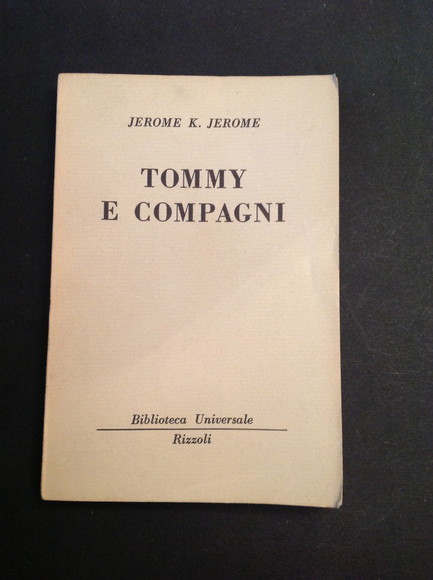 JEROME K. JEROME
TOMMY
E COMPAGNI
Biblioteca Universale
Rizzoli